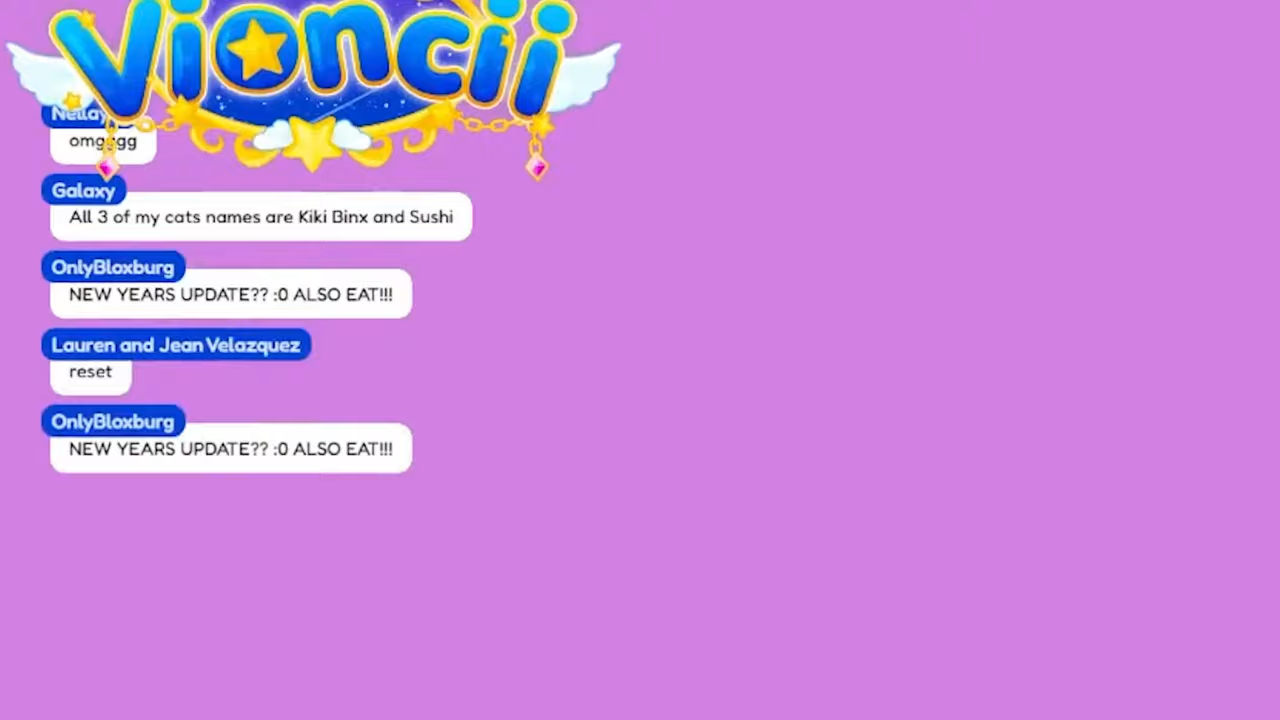 Vioncii
omgggg
Galaxy
All 3 of my cats names are Kiki Binx and Sushi
OnlyBloxburg
NEW YEARS UPDATE?? :0 ALSO EAT!!!
Lauren and Jean Velazquez
reset
OnlyBloxburg
NEW YEARS UPDATE?? :0 ALSO EAT!!!